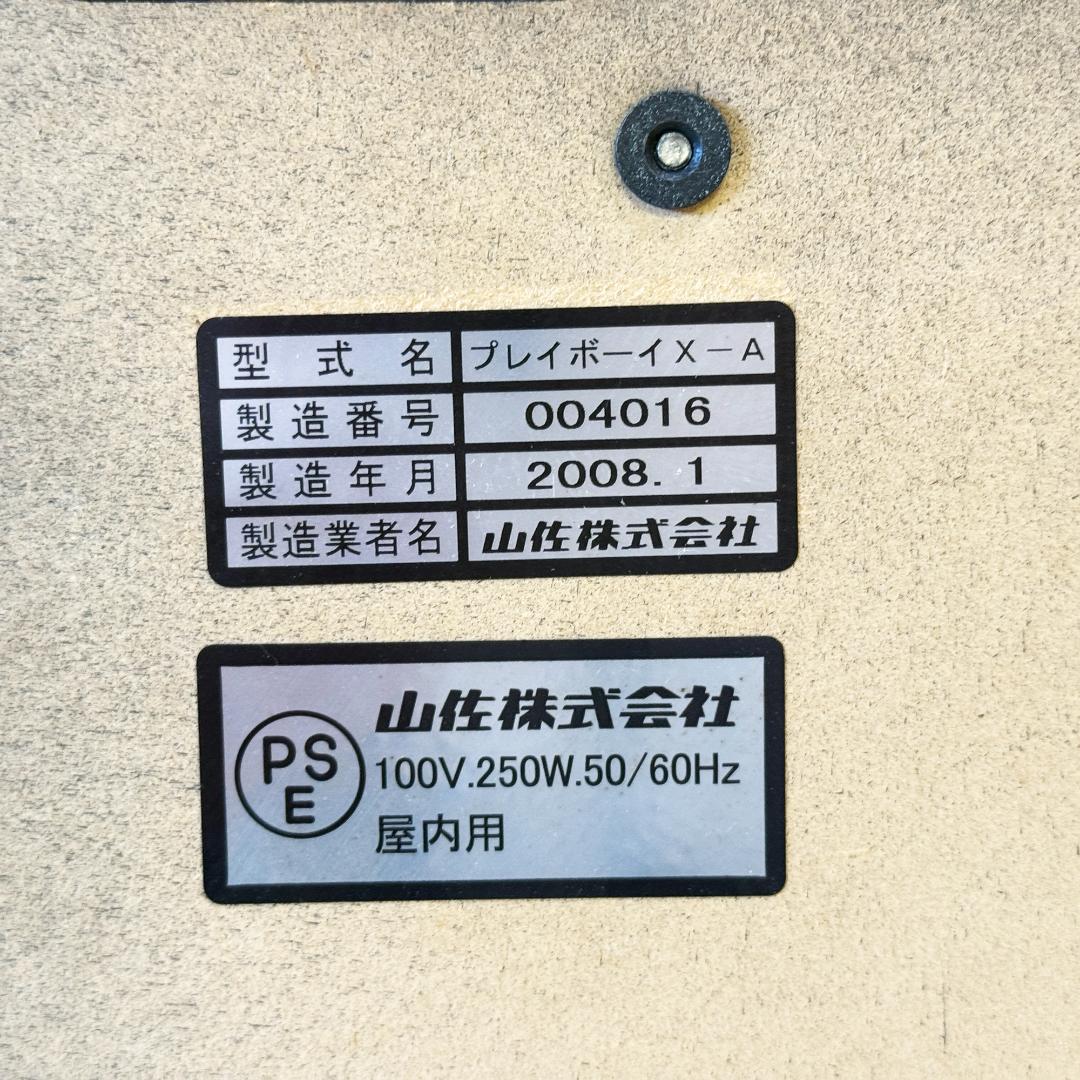 型式名 プレイボーイX-A
製造番号 004016
製造年月 2008.1
製造業者名 山佐株式会社
PS
E
山佐株式会社
100V.250W.50/60Hz
屋内用